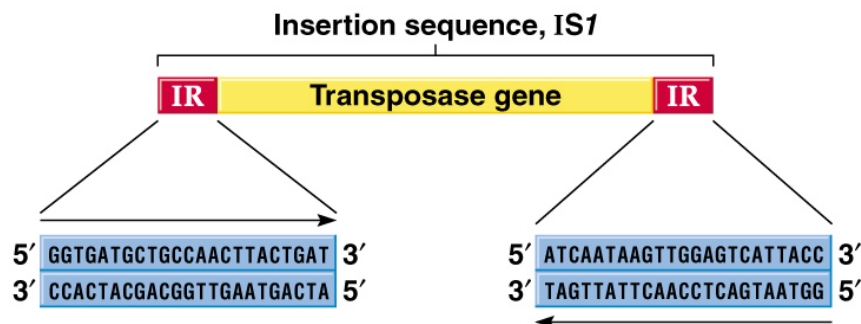 Insertion sequence, IS1
IR Transposase gene IR
5′ GGTGATGCTGCCAACTTACTGAT 3′
3′ CCACTACGACGGTTGAATGACTA 5′
5′ ATCAATAAGTTGGAGTCATTACC 3′
3′ TAGTTATTCAACCTCAGTAATGG 5′